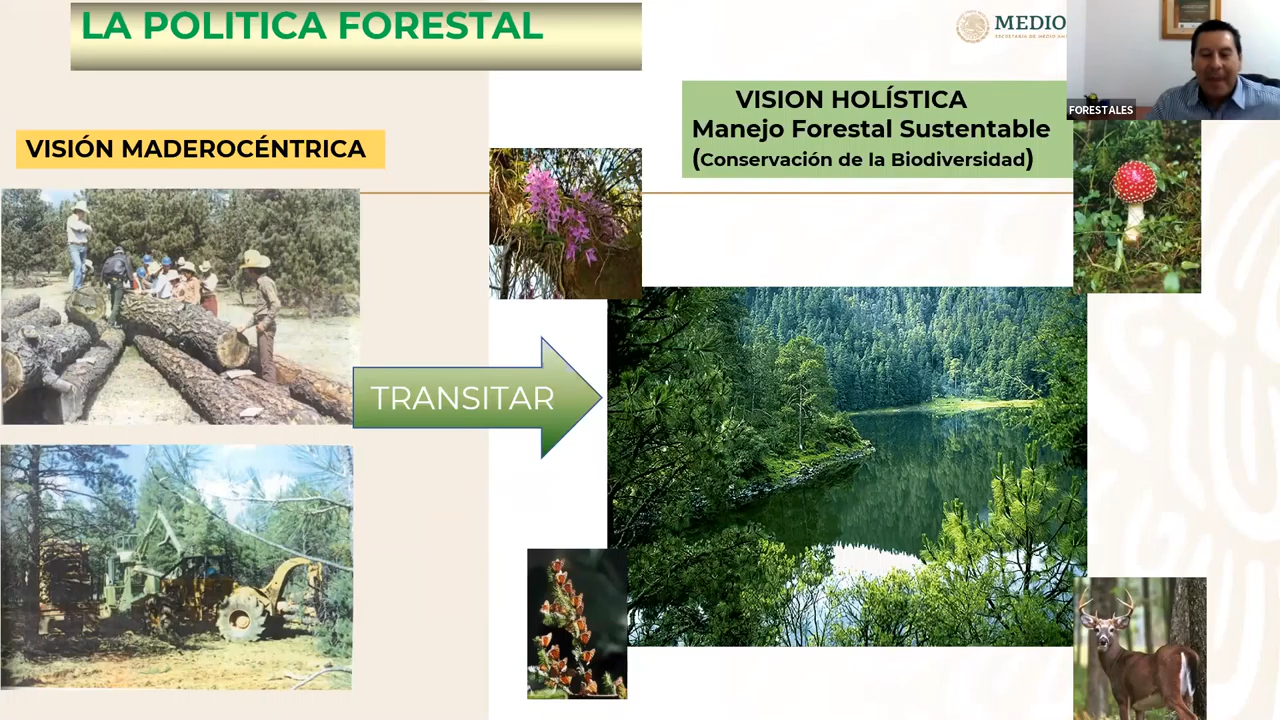 LA POLITICA FORESTAL
MEDIO
FORESTALES
VISION HOLÍSTICA
Manejo Forestal Sustentable
(Conservación de la Biodiversidad)
VISIÓN MADEROCÉNTRICA
TRANSITAR